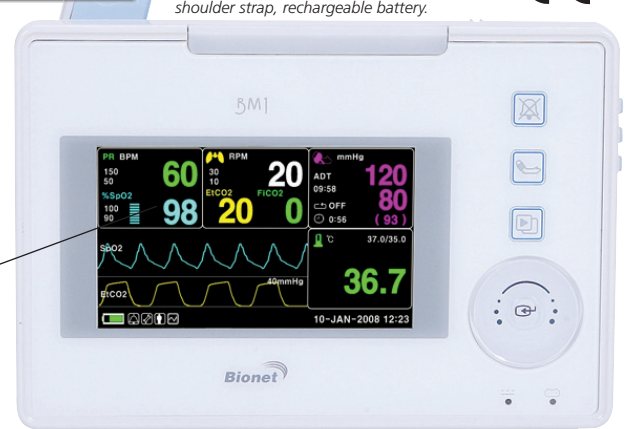 shoulder strap, rechargeable battery.
BM1
PR BPM
150
50
60
%SpO2
100
90
98
RPM
30
10
20
EtCO2
20
FiCO2
0
mmHg
ADT
09:58
OFF
0:56
120
80
( 93 )
SpO2
EtCO2
40mmHg
°C
37.0/35.0
36.7
10-JAN-2008 12:23
Bionet